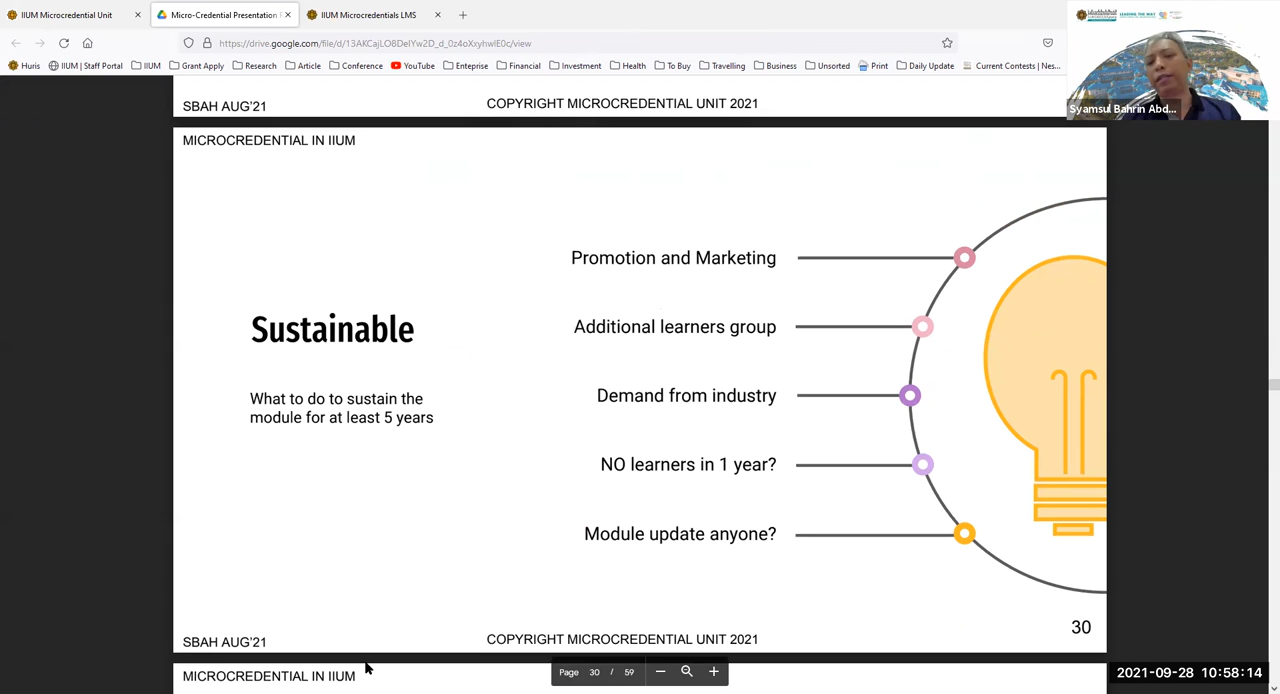 IIUM Microcredential Unit
Micro-Credential Presentation
IIUM Microcredentials LMS
https://drive.google.com/file/d/13AKCajLO8DelYw2D_d_0z4oXxyhwlE0c/view
Huris
IIUM | Staff Portal
IIUM
Grant Apply
Research
Article
Conference
YouTube
Enteprise
Financial
Investment
Health
To Buy
Travelling
Business
Unsorted
Print
Daily Update
Current Contests | Nes...
LEADING THE WAY
Syamsul Bahrin Abd...
SBAH AUG'21
COPYRIGHT MICROCREDENTIAL UNIT 2021
MICROCREDENTIAL IN IIUM
Sustainable
What to do to sustain the
module for at least 5 years
Promotion and Marketing
Additional learners group
Demand from industry
NO learners in 1 year?
Module update anyone?
30
SBAH AUG'21
COPYRIGHT MICROCREDENTIAL UNIT 2021
MICROCREDENTIAL IN IIUM
Page 30 / 59
2021-09-28 10:58:14